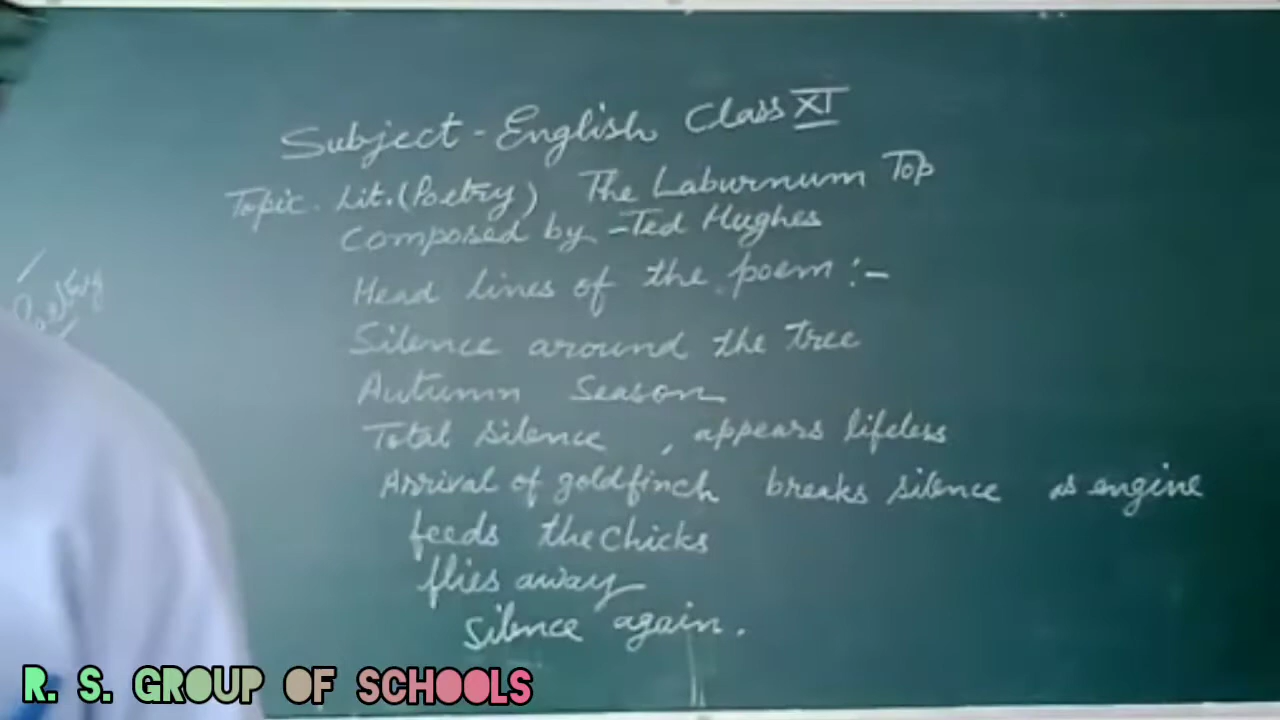 Subject - English Class XI
Topic. Lit. (Poetry) The Laburnum Top
Composed by - Ted Hughes
Head lines of the poem :-
Silence around the tree
Autumn Season
Total silence , appears lifeless
Arrival of goldfinch breaks silence as engine
feeds the chicks
flies away
silence again.
R. S. GROUP OF SCHOOLS